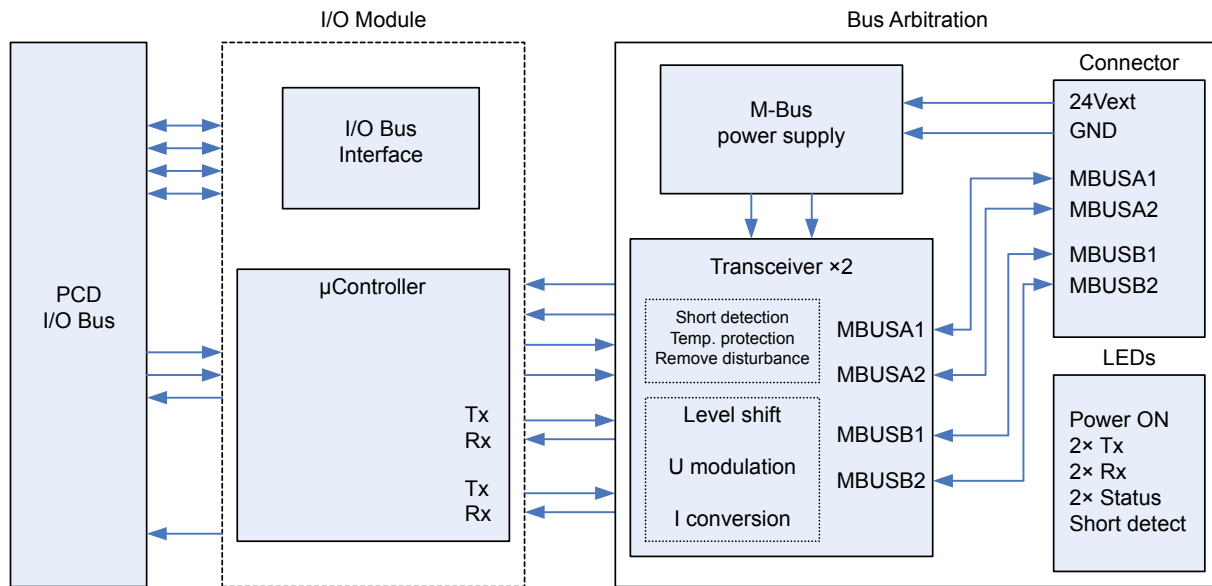 I/O Module
Bus Arbitration
PCD
I/O Bus
I/O Bus
Interface
µController
Tx
Rx
Tx
Rx
M-Bus
power supply
Transceiver ×2
Short detection
Temp. protection
Remove disturbance
Level shift
U modulation
I conversion
MBUSA1
MBUSA2
MBUSB1
MBUSB2
Connector
24Vext
GND
MBUSA1
MBUSA2
MBUSB1
MBUSB2
LEDs
Power ON
2× Tx
2× Rx
2× Status
Short detect